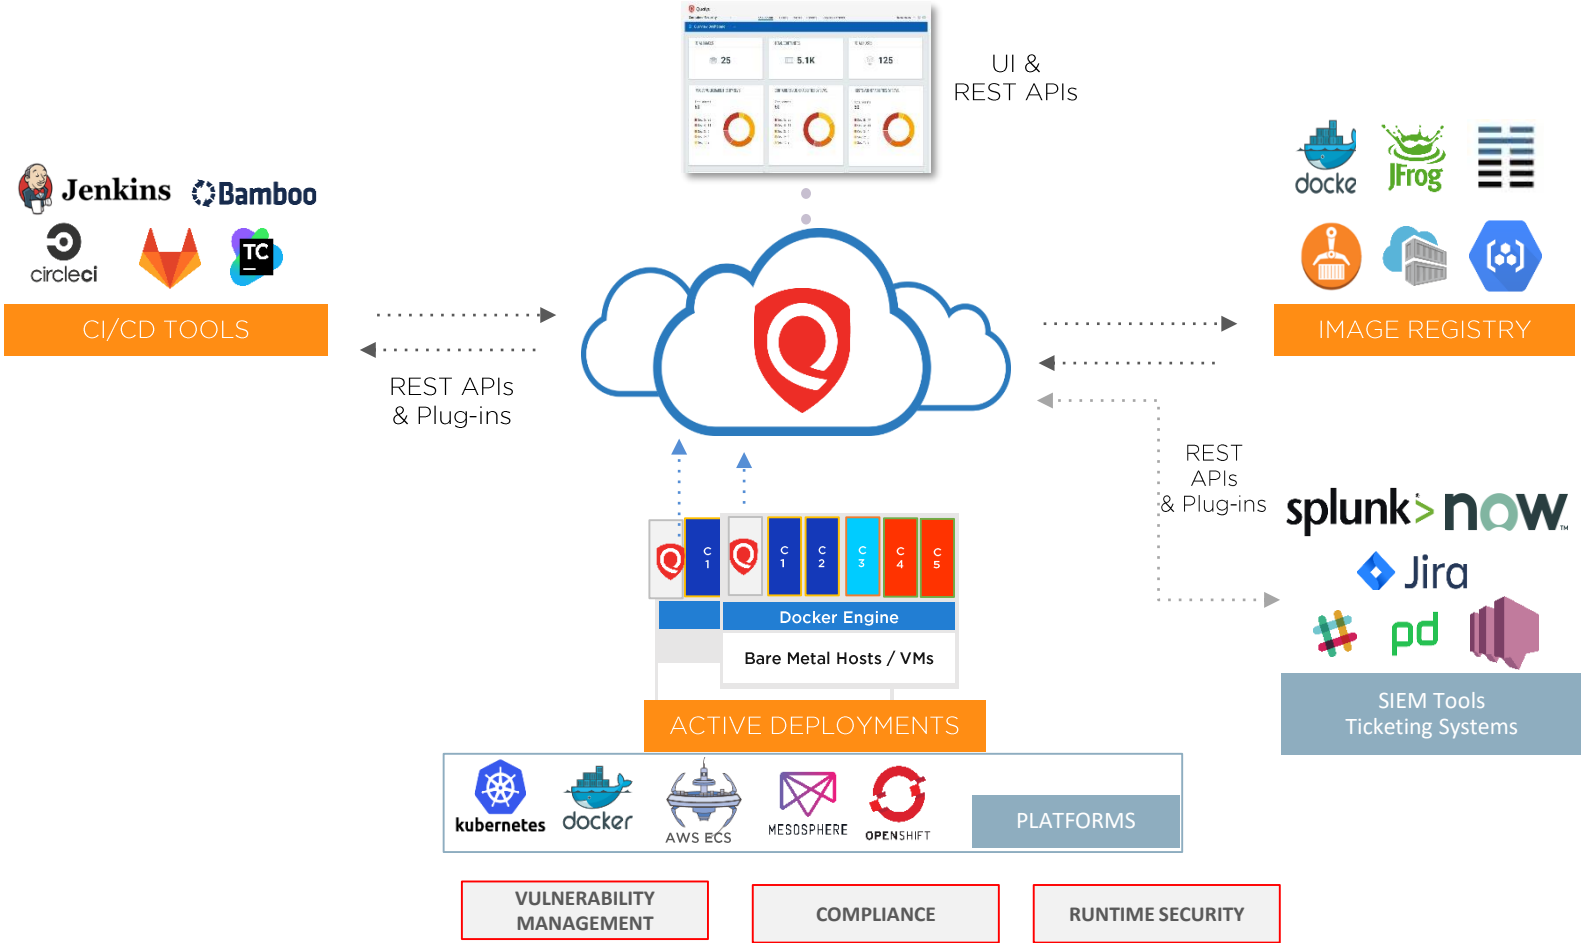 Qualys
25
5.1K
125
UI &
REST APIs
Jenkins
Bamboo
circleci
TC
CI/CD TOOLS
REST APIs
& Plug-ins
docke
JFrog
IMAGE REGISTRY
REST
APIs
& Plug-ins
splunk>
now
TM
Jira
pd
SIEM Tools
Ticketing Systems
C
1
C
1
C
2
C
3
C
4
C
5
Docker Engine
Bare Metal Hosts / VMs
ACTIVE DEPLOYMENTS
kubernetes
docker
AWS ECS
MESOSPHERE
OPENSHIFT
PLATFORMS
VULNERABILITY
MANAGEMENT
COMPLIANCE
RUNTIME SECURITY